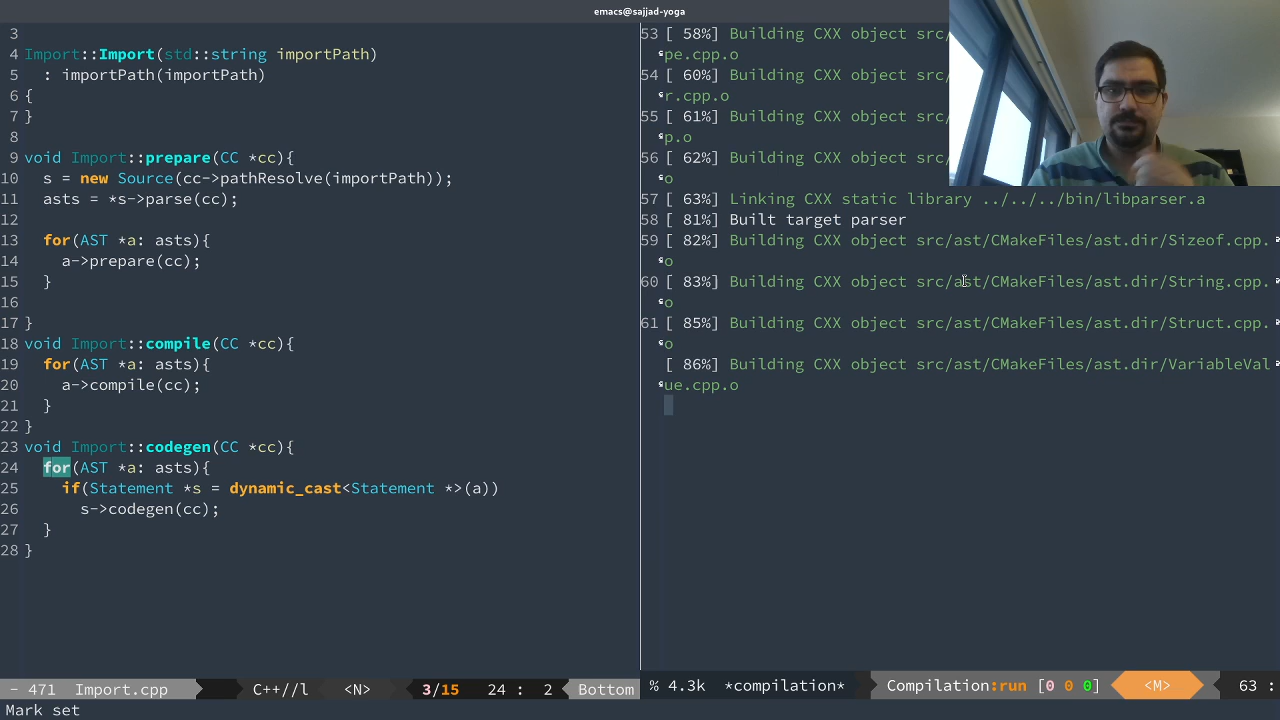 emacs@sajjad-yoga
3
4 Import::Import(std::string importPath)
5   : importPath(importPath)
6 {
7 }
8
9 void Import::prepare(CC *cc){
10   s = new Source(cc->pathResolve(importPath));
11   asts = *s->parse(cc);
12
13   for(AST *a: asts){
14     a->prepare(cc);
15   }
16
17 }
18 void Import::compile(CC *cc){
19   for(AST *a: asts){
20     a->compile(cc);
21   }
22 }
23 void Import::codegen(CC *cc){
24   for(AST *a: asts){
25     if(Statement *s = dynamic_cast<Statement *>(a))
26       s->codegen(cc);
27   }
28 }
- 471 Import.cpp C++//l <N> 3/15 24 : 2 Bottom
Mark set
53 [ 58%] Building CXX object src/
pe.cpp.o
54 [ 60%] Building CXX object src/
r.cpp.o
55 [ 61%] Building CXX object src/
p.o
56 [ 62%] Building CXX object src/
o
57 [ 63%] Linking CXX static library ../../../bin/libparser.a
58 [ 81%] Built target parser
59 [ 82%] Building CXX object src/ast/CMakeFiles/ast.dir/Sizeof.cpp.
o
60 [ 83%] Building CXX object src/ast/CMakeFiles/ast.dir/String.cpp.
o
61 [ 85%] Building CXX object src/ast/CMakeFiles/ast.dir/Struct.cpp.
o
[ 86%] Building CXX object src/ast/CMakeFiles/ast.dir/VariableVal
ue.cpp.o
% 4.3k *compilation* Compilation:run [0 0 0] <M> 63 :